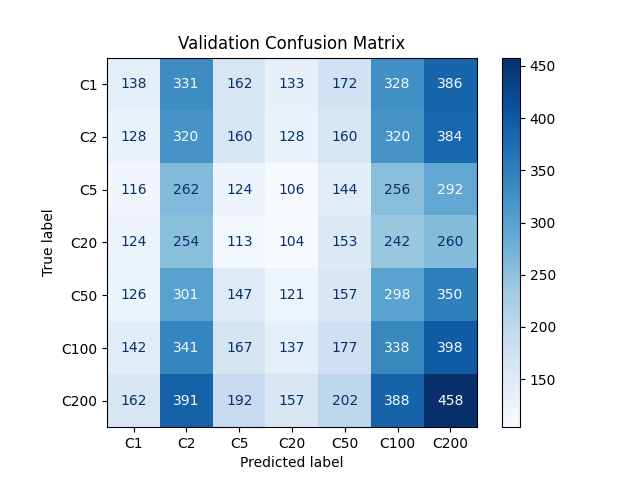 Validation Confusion Matrix
C1 138 331 162 133 172 328 386
C2 128 320 160 128 160 320 384
C5 116 262 124 106 144 256 292
C20 124 254 113 104 153 242 260
C50 126 301 147 121 157 298 350
C100 142 341 167 137 177 338 398
C200 162 391 192 157 202 388 458
C1 C2 C5 C20 C50 C100 C200
Predicted label
True label
450
400
350
300
250
200
150